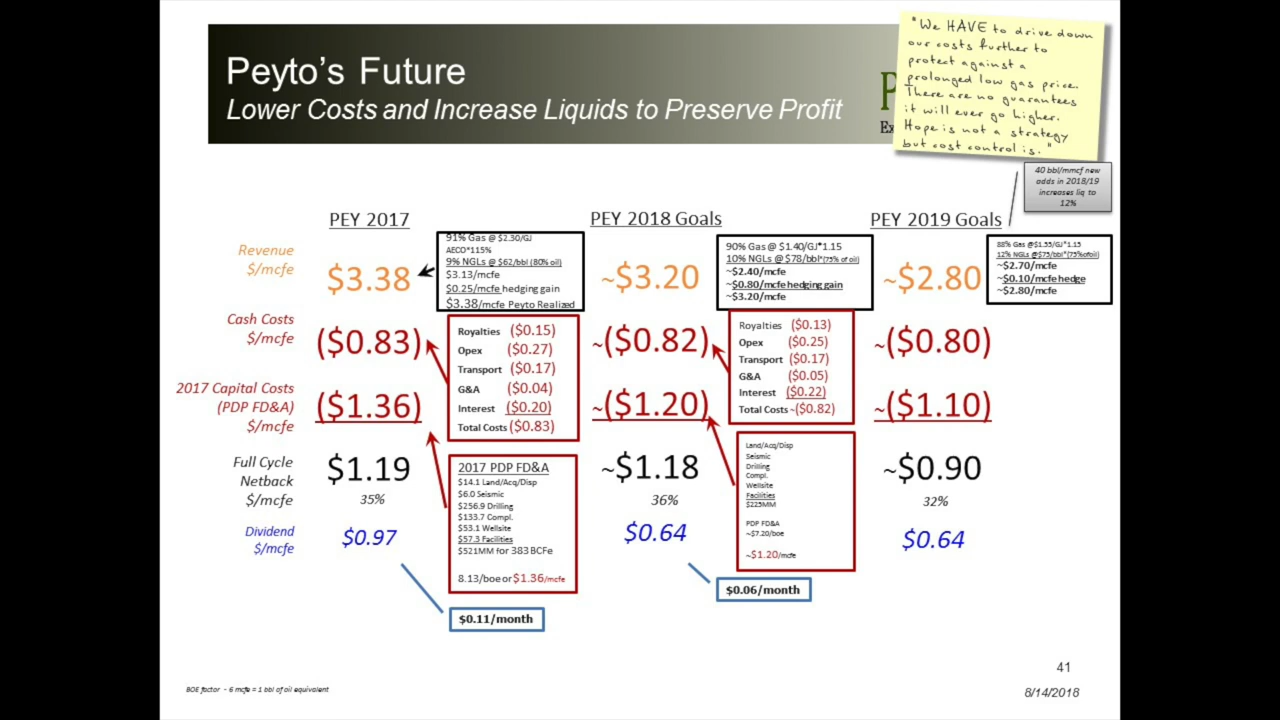 Peyto's Future
Lower Costs and Increase Liquids to Preserve Profit
P
Ex
"We HAVE to drive down
our costs further to
protect against a
prolonged low gas price.
There are no guarantees
it will ever go higher.
Hope is not a strategy
but cost control is."
40 bbl/mmcf new
adds in 2018/19
increases liq to
12%
PEY 2017
PEY 2018 Goals
PEY 2019 Goals
Revenue
$/mcfe
$3.38
91% Gas @ $2.30/GJ
AECO*115%
9% NGLs @ $62/bbl (80% oil)
$3.13/mcfe
$0.25/mcfe hedging gain
$3.38/mcfe Peyto Realized
~$3.20
90% Gas @ $1.40/GJ*1.15
10% NGLs @ $78/bbl*(75% of oil)
~$2.40/mcfe
~$0.80/mcfe hedging gain
~$3.20/mcfe
~$2.80
88% Gas @$1.55/GJ*1.15
12% NGLs @$75/bbl*(75%ofoil)
~$2.70/mcfe
~$0.10/mcfe hedge
~$2.80/mcfe
Cash Costs
$/mcfe
($0.83)
Royalties ($0.15)
Opex ($0.27)
Transport ($0.17)
G&A ($0.04)
Interest ($0.20)
Total Costs ($0.83)
~($0.82)
Royalties ($0.13)
Opex ($0.25)
Transport ($0.17)
G&A ($0.05)
Interest ($0.22)
Total Costs ~($0.82)
~($0.80)
2017 Capital Costs
(PDP FD&A)
$/mcfe
($1.36)
2017 PDP FD&A
$14.1 Land/Acq/Disp
$6.0 Seismic
$256.9 Drilling
$133.7 Compl.
$53.1 Wellsite
$57.3 Facilities
$521MM for 383 BCFe
8.13/boe or $1.36/mcfe
~($1.20)
Land/Acq/Disp
Seismic
Drilling
Compl.
Wellsite
Facilities
$225MM
PDP FD&A
~$7.20/boe
~$1.20/mcfe
~($1.10)
Full Cycle
Netback
$/mcfe
$1.19
35%
~$1.18
36%
~$0.90
32%
Dividend
$/mcfe
$0.97
$0.64
$0.64
$0.11/month
$0.06/month
41
BOE factor - 6 mcfe = 1 bbl of oil equivalent
8/14/2018